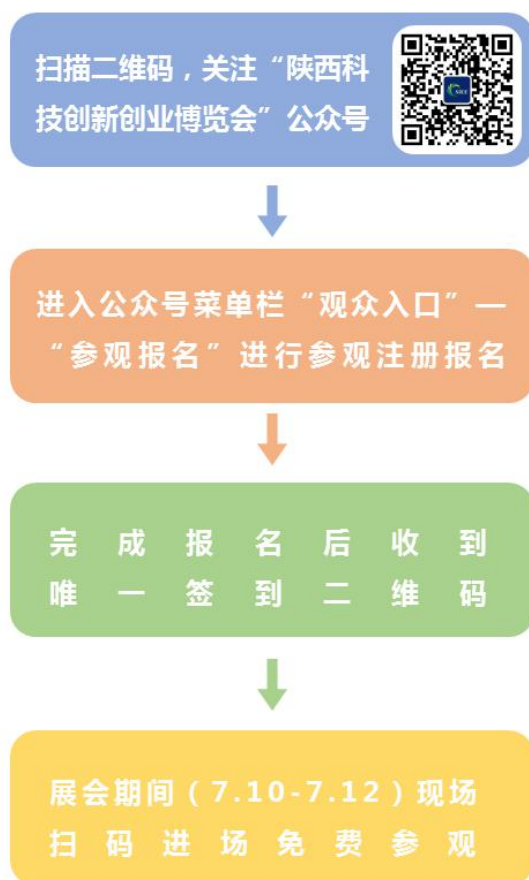 扫描二维码，关注“陕西科
技创新创业博览会”公众号
进入公众号菜单栏“观众入口”—
“参观报名”进行参观注册报名
完成报名后收到
唯一签到二维码
展会期间（7.10-7.12）现场
扫码进场免费参观